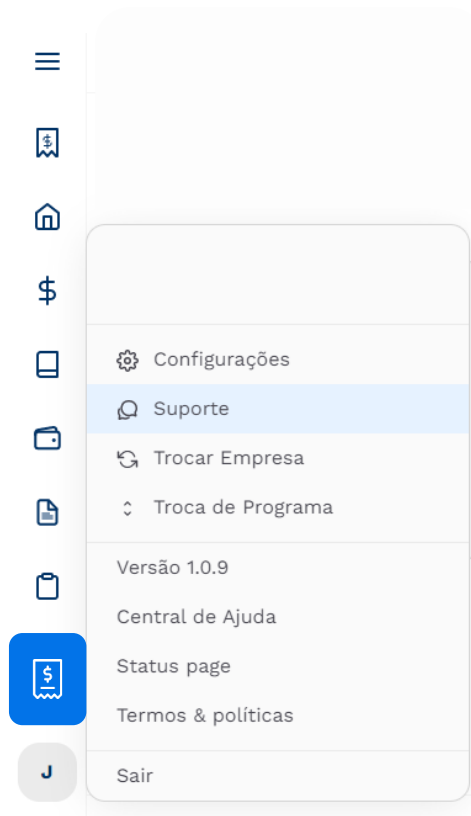 Configurações
Suporte
Trocar Empresa
Troca de Programa
Versão 1.0.9
Central de Ajuda
Status page
Termos & políticas
Sair
$
$
$
J